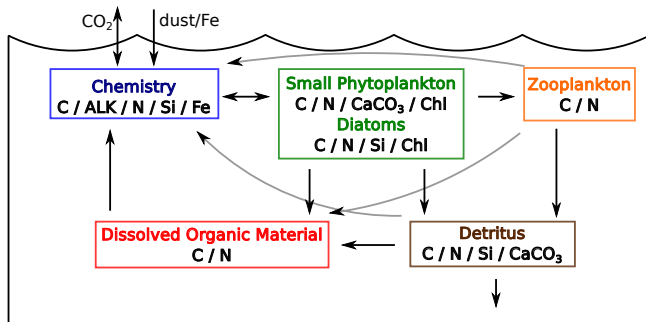 CO₂
dust/Fe
Chemistry
C / ALK / N / Si / Fe
Small Phytoplankton
C / N / CaCO₃ / Chl
Diatoms
C / N / Si / Chl
Zooplankton
C / N
Dissolved Organic Material
C / N
Detritus
C / N / Si / CaCO₃